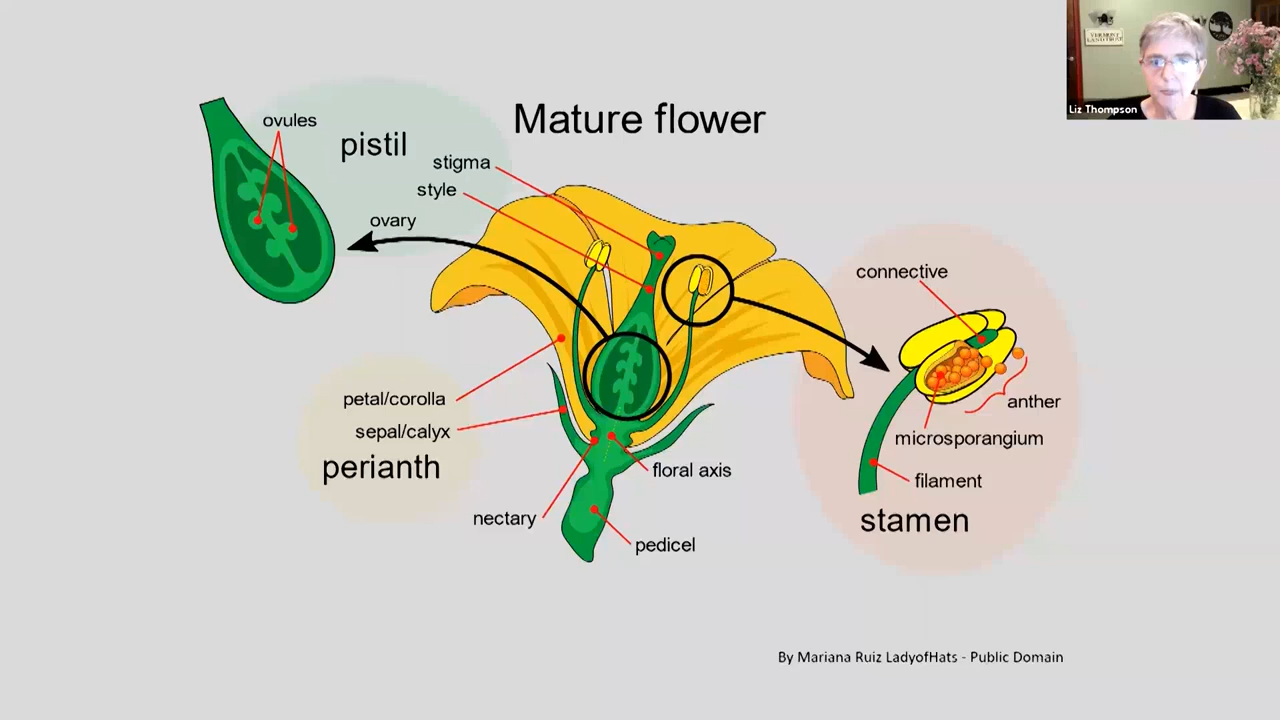 Mature flower
ovules
pistil
stigma
style
ovary
connective
petal/corolla
sepal/calyx
perianth
anther
microsporangium
floral axis
filament
nectary
stamen
pedicel
By Mariana Ruiz LadyofHats - Public Domain
Liz Thompson